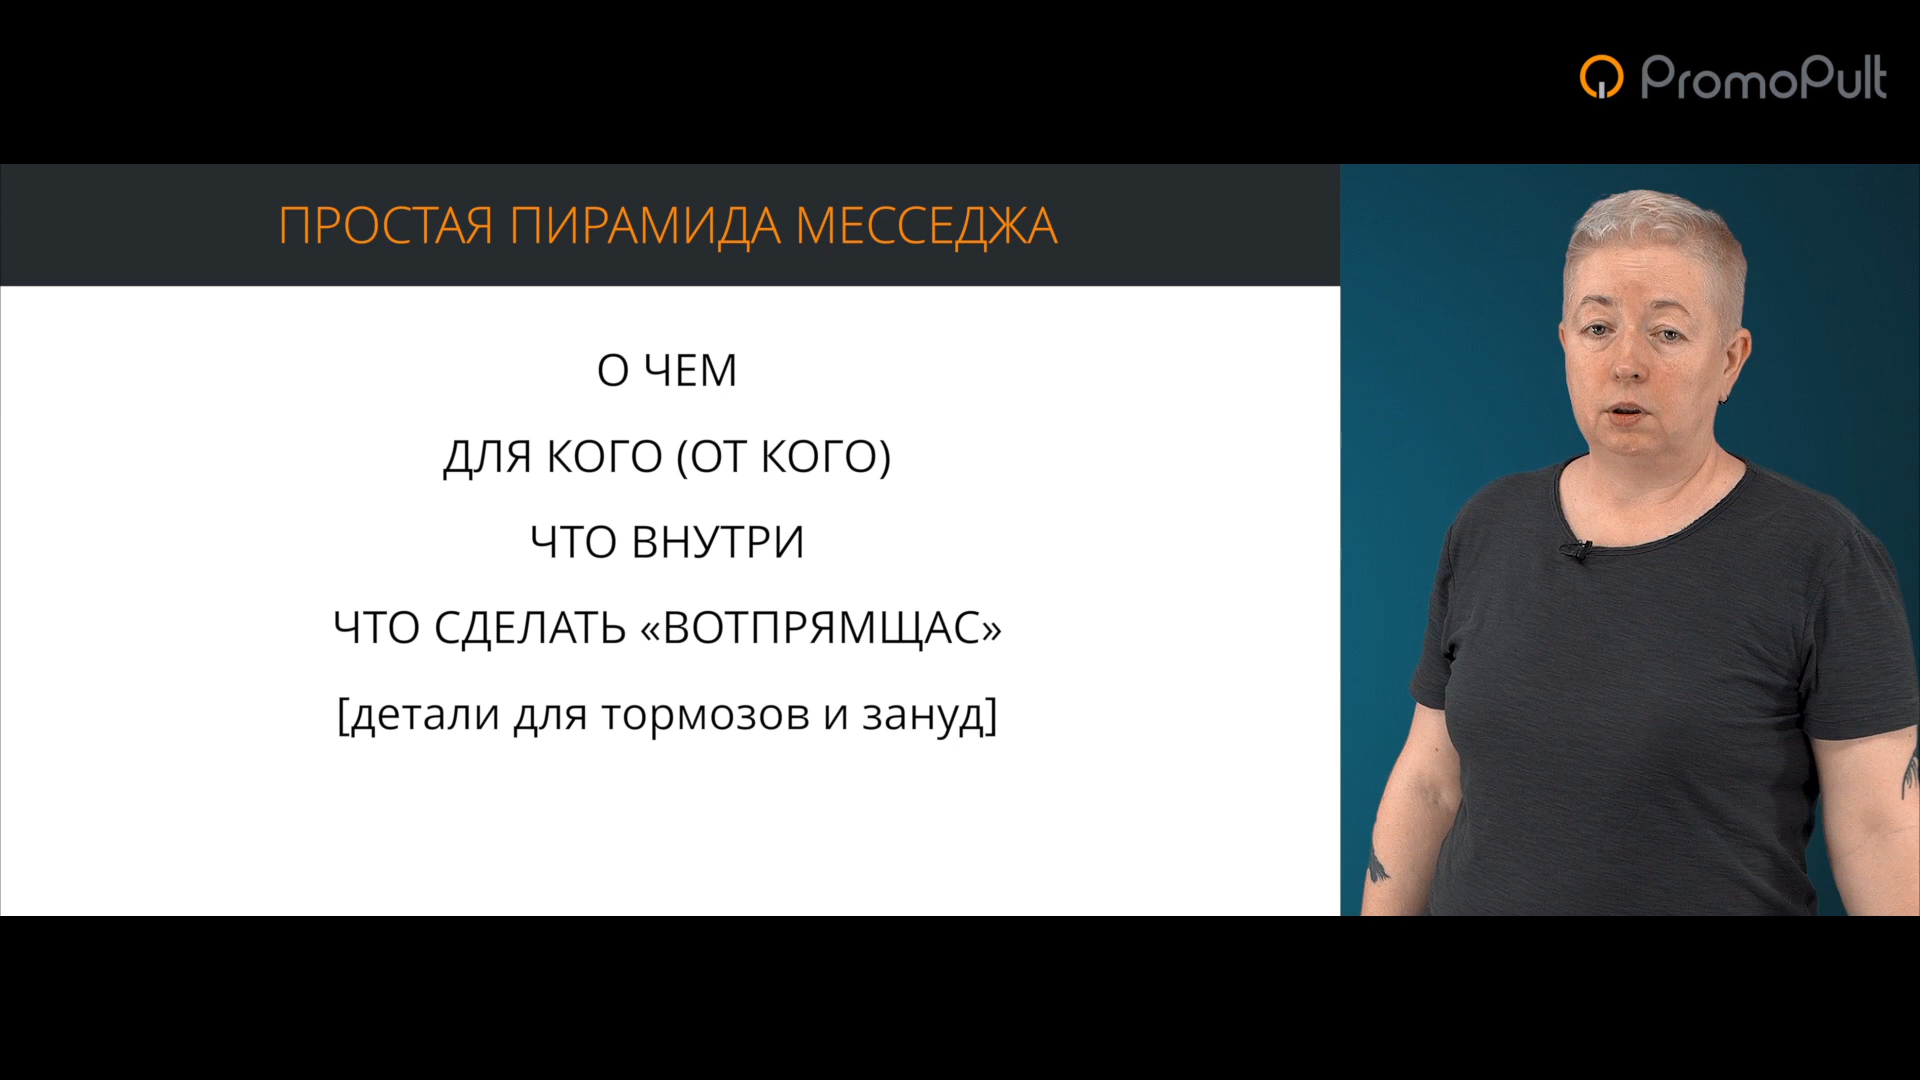 PromoPult
ПРОСТАЯ ПИРАМИДА МЕССЕДЖА
О ЧЕМ
ДЛЯ КОГО (ОТ КОГО)
ЧТО ВНУТРИ
ЧТО СДЕЛАТЬ «ВОТПРЯМЩАС»
[детали для тормозов и зануд]